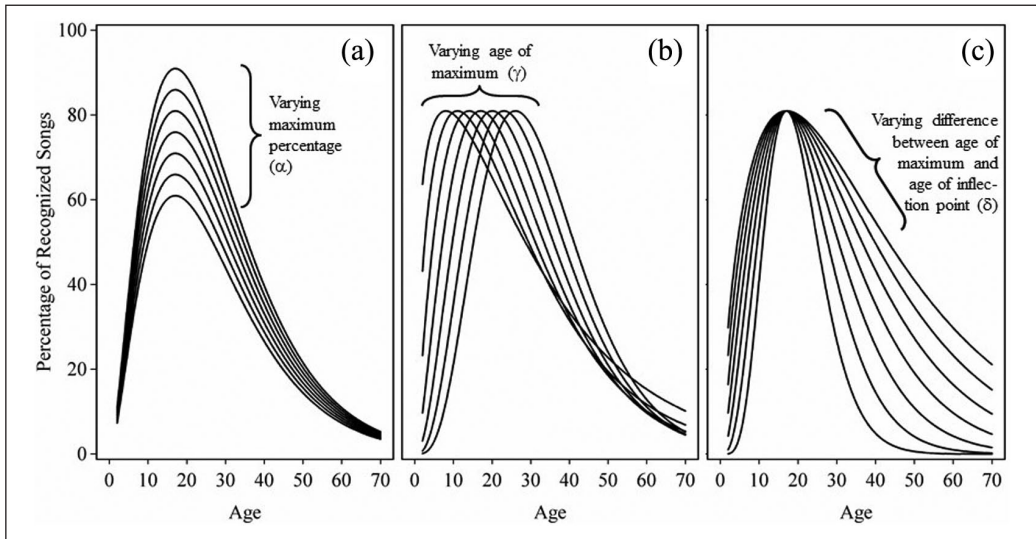 Percentage of Recognized Songs
100
80
60
40
20
0
(a)
Varying
maximum
percentage
(α)
0 10 20 30 40 50 60 70
Age
(b)
Varying age of
maximum (γ)
0 10 20 30 40 50 60 70
Age
(c)
Varying difference
between age of
maximum and
age of inflec-
tion point (δ)
0 10 20 30 40 50 60 70
Age